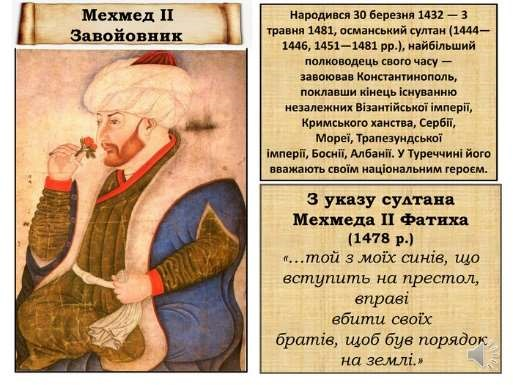 Мехмед ІІ
Завойовник
Народився 30 березня 1432 — 3
травня 1481, османський султан (1444—
1446, 1451—1481 рр.), найбільший
полководець свого часу —
завоював Константинополь,
поклавши кінець існуванню
незалежних Візантійської імперії,
Кримського ханства, Сербії,
Мореї, Трапезундської
імперії, Боснії, Албанії. У Туреччині його
вважають своїм національним героєм.
З указу султана
Мехмеда ІІ Фатиха
(1478 р.)
«…той з моїх синів, що
вступить на престол,
вправі
вбити своїх
братів, щоб був порядок
на землі.»